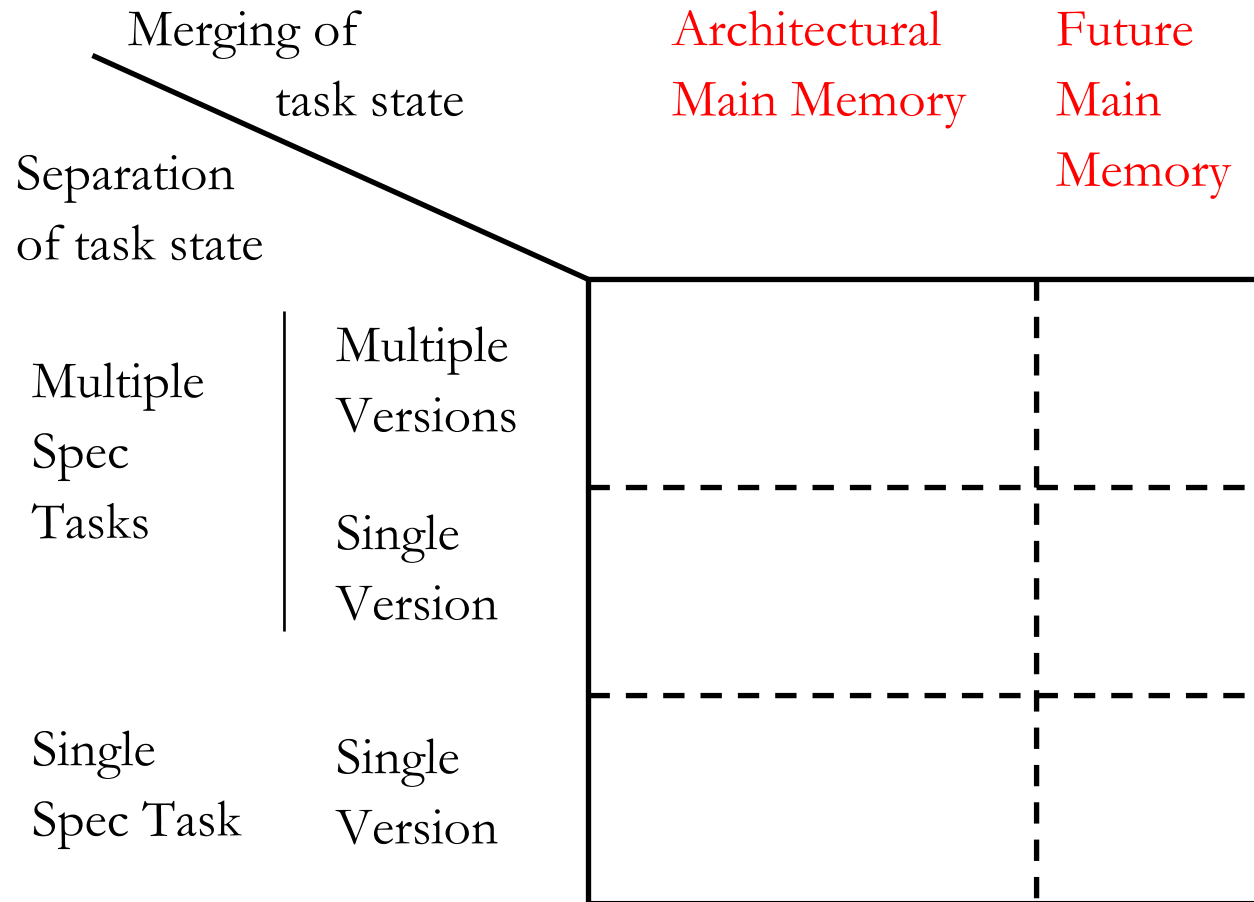 Merging of
task state
Architectural
Main Memory
Future
Main
Memory
Separation
of task state
Multiple
Spec
Tasks
Multiple
Versions
Single
Version
Single
Spec Task
Single
Version